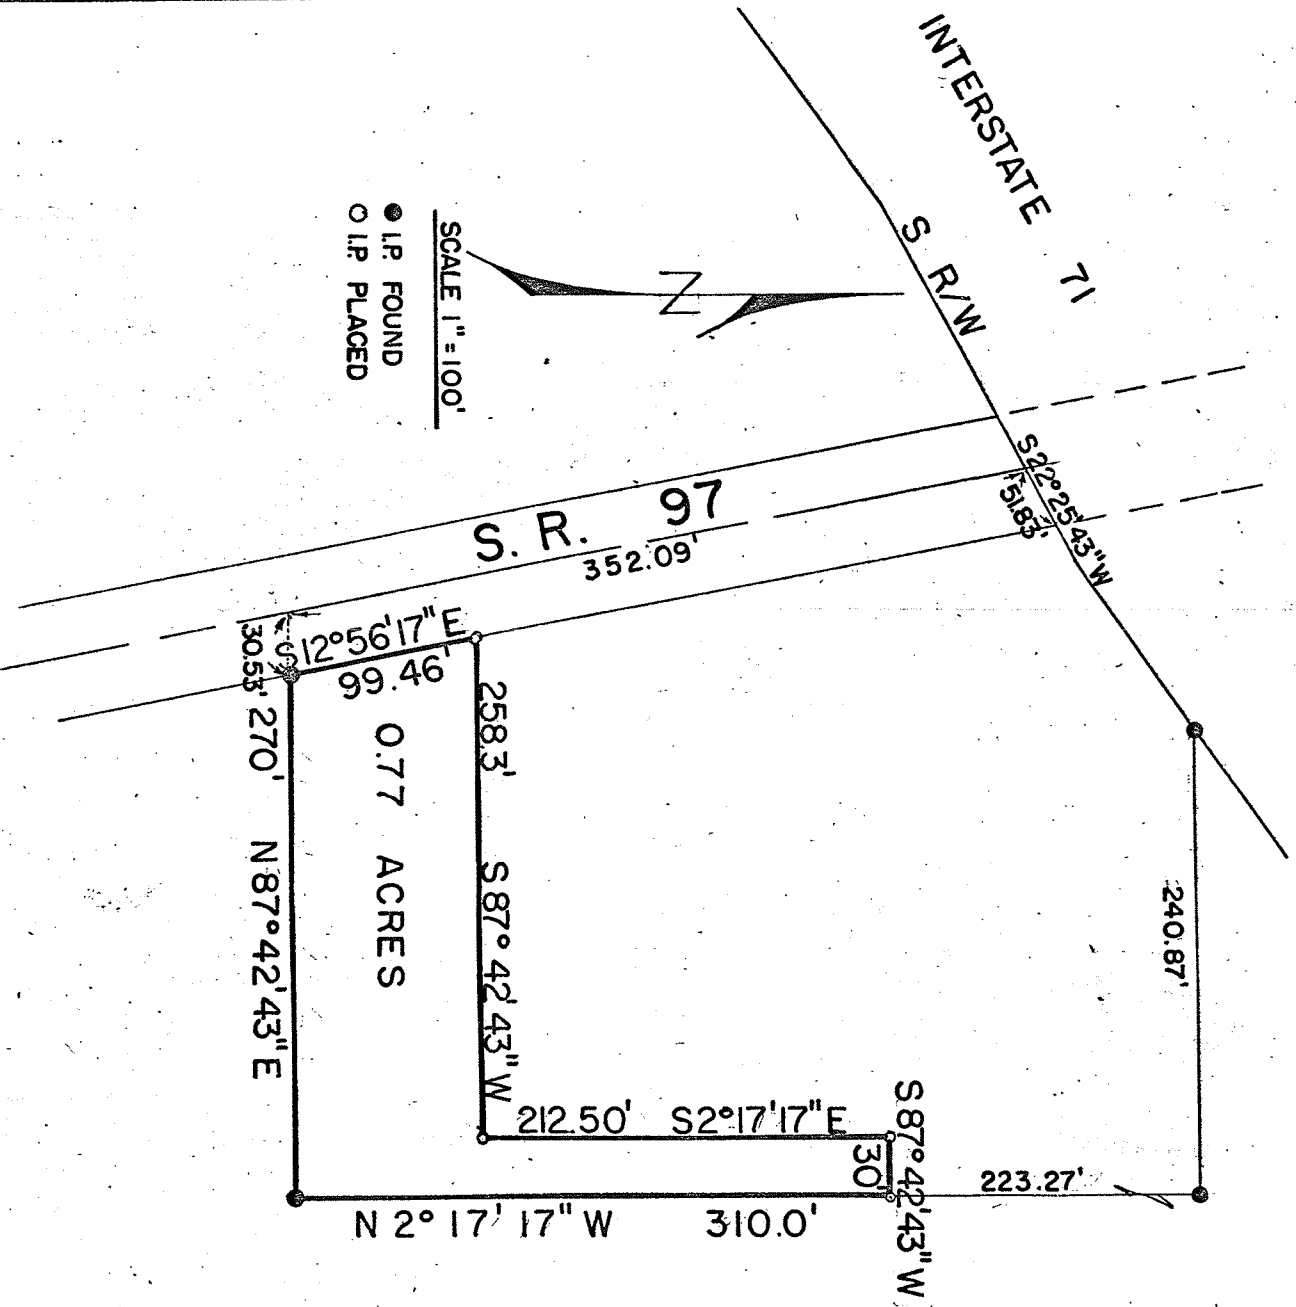 INTERSTATE 71
S R/W
N
SCALE 1"=100'
● I.P. FOUND
○ I.P. PLACED
S. R. 97
352.09'
S22°25'43"W
51.83'
S12°56'17"E
99.46'
30.53'
270' N87°42'43"E
0.77 ACRES
258.3' S87°42'43"W
212.50' S2°17'17"E
30'
S87°42'43"W
223.27'
240.87'
N 2°17'17"W 310.0'